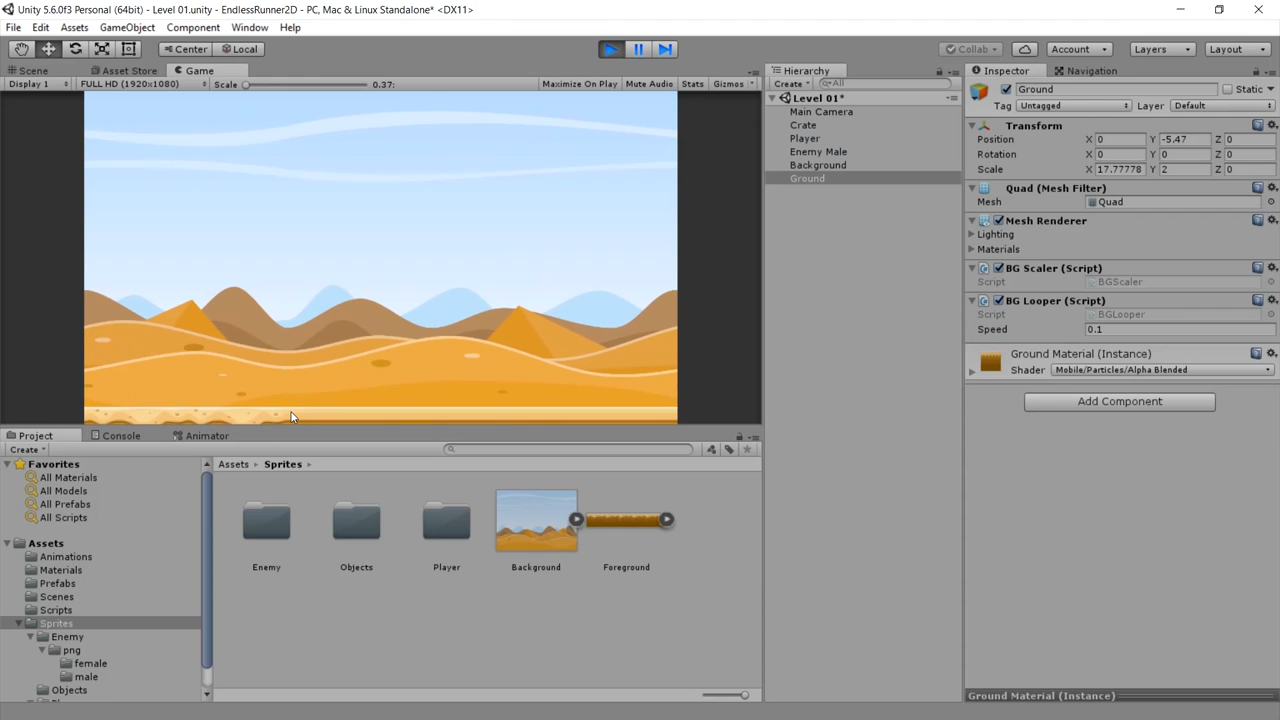 Unity 5.6.0f3 Personal (64bit) - Level 01.unity - EndlessRunner2D - PC, Mac & Linux Standalone* <DX11>
File Edit Assets GameObject Component Window Help
Center Local Collab Account Layers Layout
Scene Asset Store Game Hierarchy Inspector Navigation
Display 1 FULL HD (1920x1080) Scale 0.37: Maximize On Play Mute Audio Stats Gizmos
Create All
Level 01*
Main Camera
Crate
Player
Enemy Male
Background
Ground
Ground Static
Tag Untagged Layer Default
Transform
Position X 0 Y -5.47 Z 0
Rotation X 0 Y 0 Z 0
Scale X 17.77778 Y 2 Z 0
Quad (Mesh Filter)
Mesh Quad
Mesh Renderer
Lighting
Materials
BG Scaler (Script)
Script BGScaler
BG Looper (Script)
Script BGLooper
Speed 0.1
Ground Material (Instance)
Shader Mobile/Particles/Alpha Blended
Add Component
Ground Material (Instance)
Project Console Animator
Create
Favorites
All Materials
All Models
All Prefabs
All Scripts
Assets
Animations
Materials
Prefabs
Scenes
Scripts
Sprites
Enemy
png
female
male
Objects
Assets Sprites
Enemy Objects Player Background Foreground